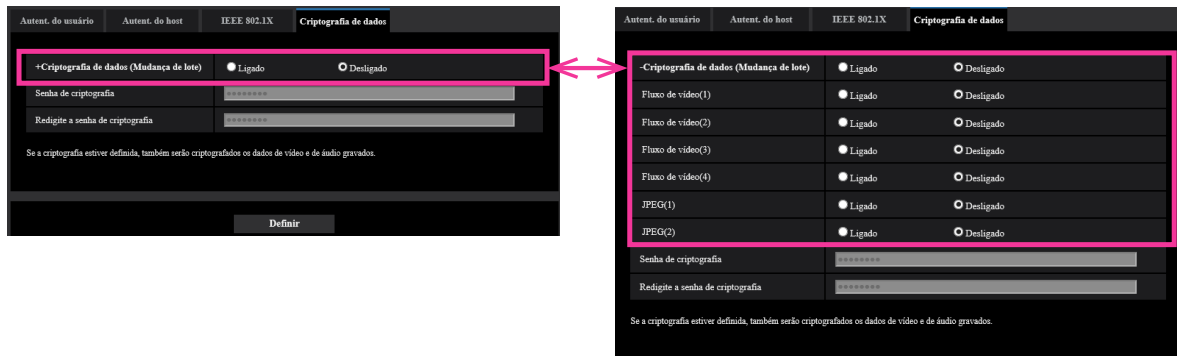 Autent. do usuário Autent. do host IEEE 802.1X Criptografia de dados
+Criptografia de dados (Mudança de lote) Ligado Desligado
Senha de criptografia ••••••••
Redigite a senha de criptografia ••••••••
Se a criptografia estiver definida, também serão criptografados os dados de vídeo e de áudio gravados.
Definir
Autent. do usuário Autent. do host IEEE 802.1X Criptografia de dados
-Criptografia de dados (Mudança de lote) Ligado Desligado
Fluxo de vídeo(1) Ligado Desligado
Fluxo de vídeo(2) Ligado Desligado
Fluxo de vídeo(3) Ligado Desligado
Fluxo de vídeo(4) Ligado Desligado
JPEG(1) Ligado Desligado
JPEG(2) Ligado Desligado
Senha de criptografia ••••••••
Redigite a senha de criptografia ••••••••
Se a criptografia estiver definida, também serão criptografados os dados de vídeo e de áudio gravados.